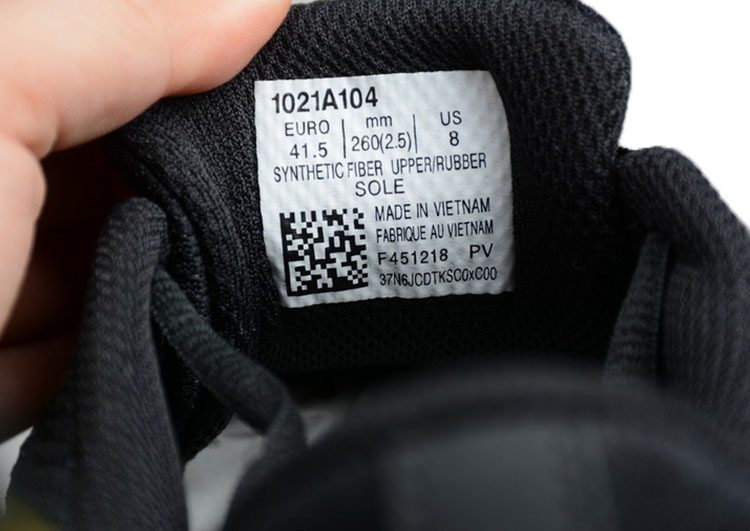 1021A104
EURO mm US
41.5 260(2.5) 8
SYNTHETIC FIBER UPPER/RUBBER
SOLE
MADE IN VIETNAM
FABRIQUE AU VIETNAM
F451218 PV
37N6JCDTKSC0xC00